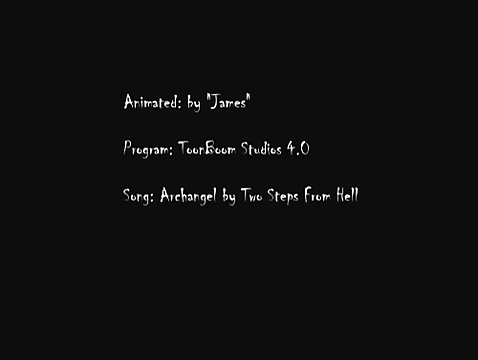 Animated: by "James"
Program: ToonBoom Studios 4.0
Song: Archangel by Two Steps From Hell